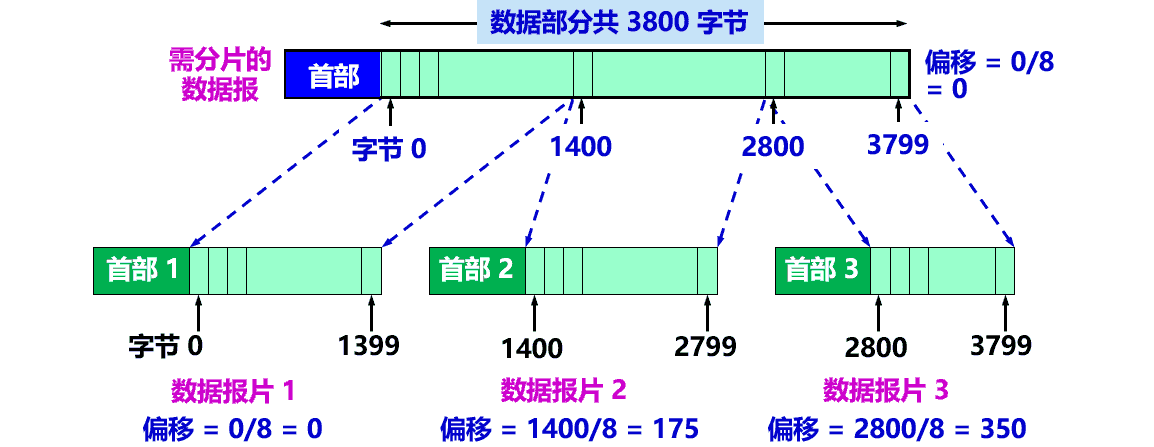 数据部分共 3800 字节
需分片的
数据报
首部
偏移 = 0/8
= 0
字节 0
1400
2800
3799
首部 1
首部 2
首部 3
字节 0
1399
1400
2799
2800
3799
数据报片 1
数据报片 2
数据报片 3
偏移 = 0/8 = 0
偏移 = 1400/8 = 175
偏移 = 2800/8 = 350